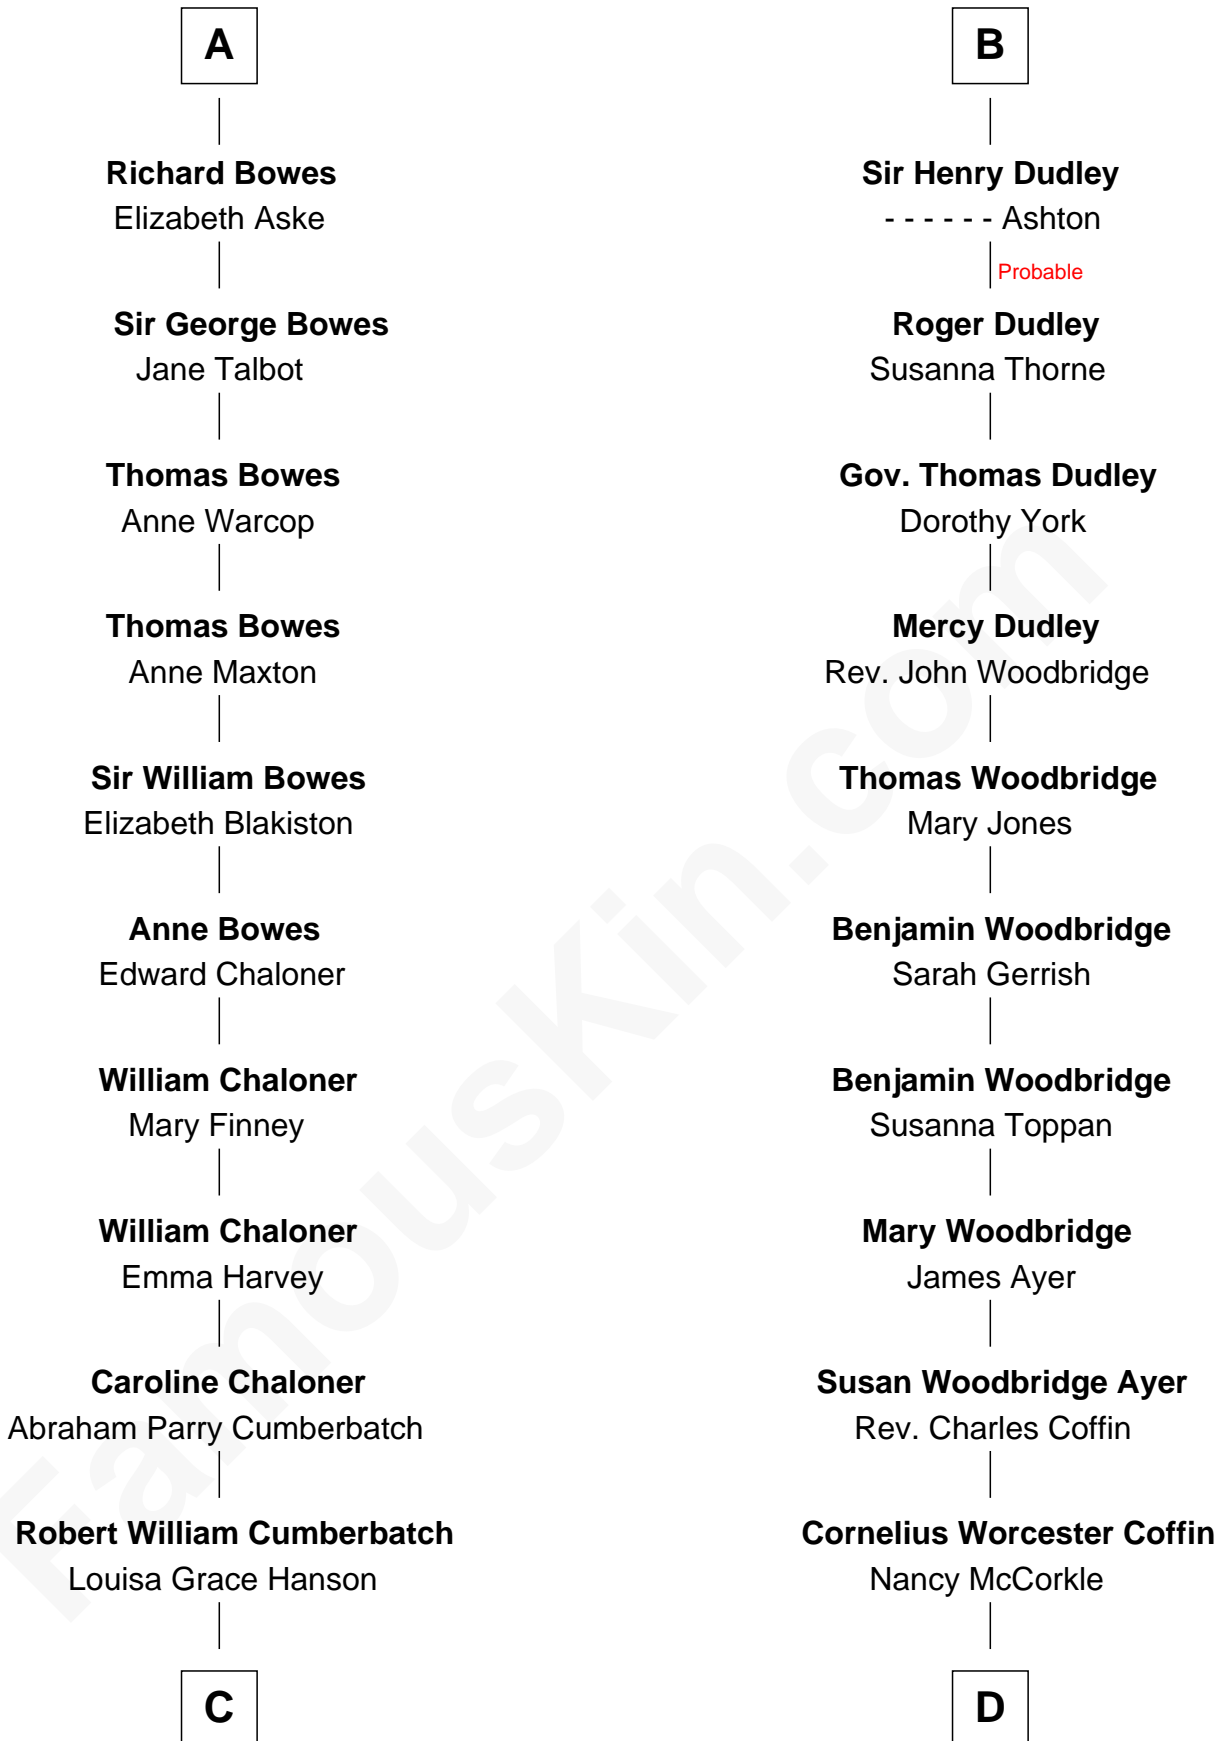 A
Richard Bowes
Elizabeth Aske
Sir George Bowes
Jane Talbot
Thomas Bowes
Anne Warcop
Thomas Bowes
Anne Maxton
Sir William Bowes
Elizabeth Blakiston
Anne Bowes
Edward Chaloner
William Chaloner
Mary Finney
William Chaloner
Emma Harvey
Caroline Chaloner
Abraham Parry Cumberbatch
Robert William Cumberbatch
Louisa Grace Hanson
C
B
Sir Henry Dudley
- - - - - - Ashton
Probable
Roger Dudley
Susanna Thorne
Gov. Thomas Dudley
Dorothy York
Mercy Dudley
Rev. John Woodbridge
Thomas Woodbridge
Mary Jones
Benjamin Woodbridge
Sarah Gerrish
Benjamin Woodbridge
Susanna Toppan
Mary Woodbridge
James Ayer
Susan Woodbridge Ayer
Rev. Charles Coffin
Cornelius Worcester Coffin
Nancy McCorkle
D
FamousKin.com